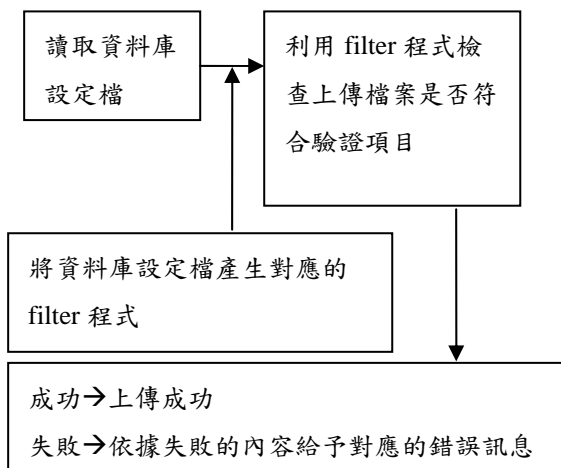 讀取資料庫
設定檔
利用 filter 程式檢
查上傳檔案是否符
合驗證項目
將資料庫設定檔產生對應的
filter 程式
成功→上傳成功
失敗→依據失敗的內容給予對應的錯誤訊息